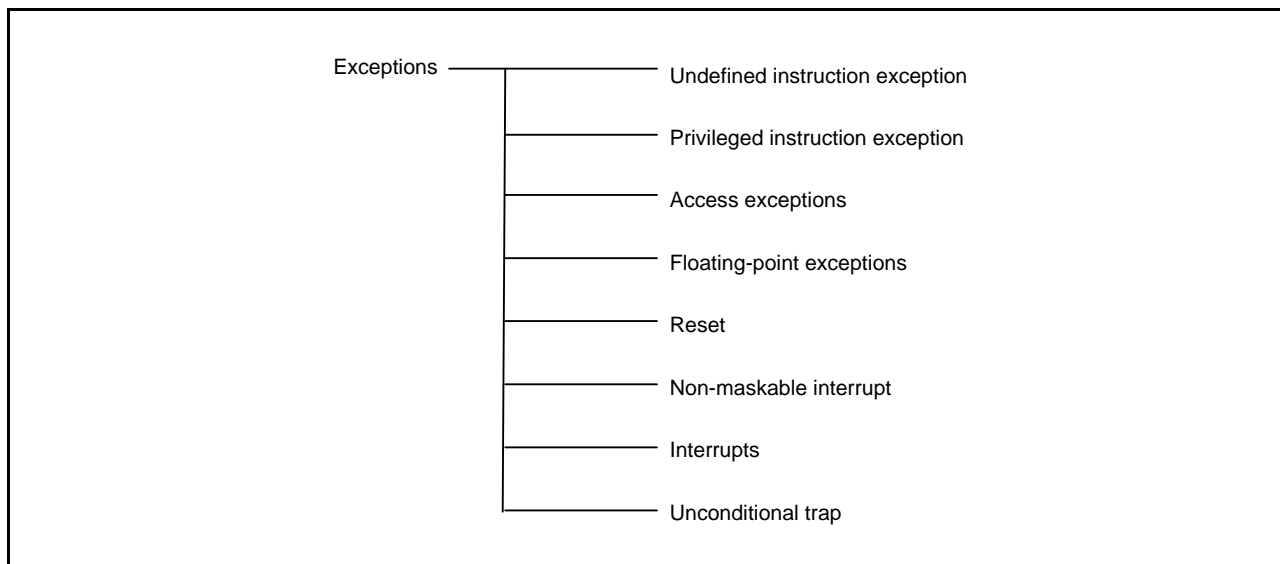 Exceptions
Undefined instruction exception
Privileged instruction exception
Access exceptions
Floating-point exceptions
Reset
Non-maskable interrupt
Interrupts
Unconditional trap